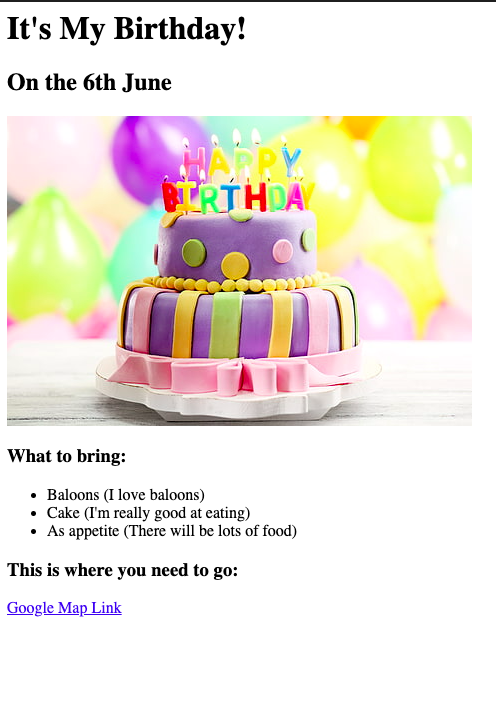 It's My Birthday!
On the 6th June
HAPPY
BIRTHDAY
What to bring:
Baloons (I love baloons)
Cake (I'm really good at eating)
As appetite (There will be lots of food)
This is where you need to go:
Google Map Link